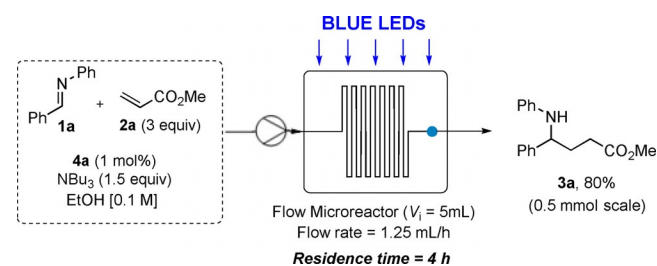 BLUE LEDs
Ph
N
Ph
1a
+
CO2Me
2a (3 equiv)
4a (1 mol%)
NBu3 (1.5 equiv)
EtOH [0.1 M]
Flow Microreactor (Vi = 5mL)
Flow rate = 1.25 mL/h
Residence time = 4 h
Ph
NH
Ph
CO2Me
3a, 80%
(0.5 mmol scale)